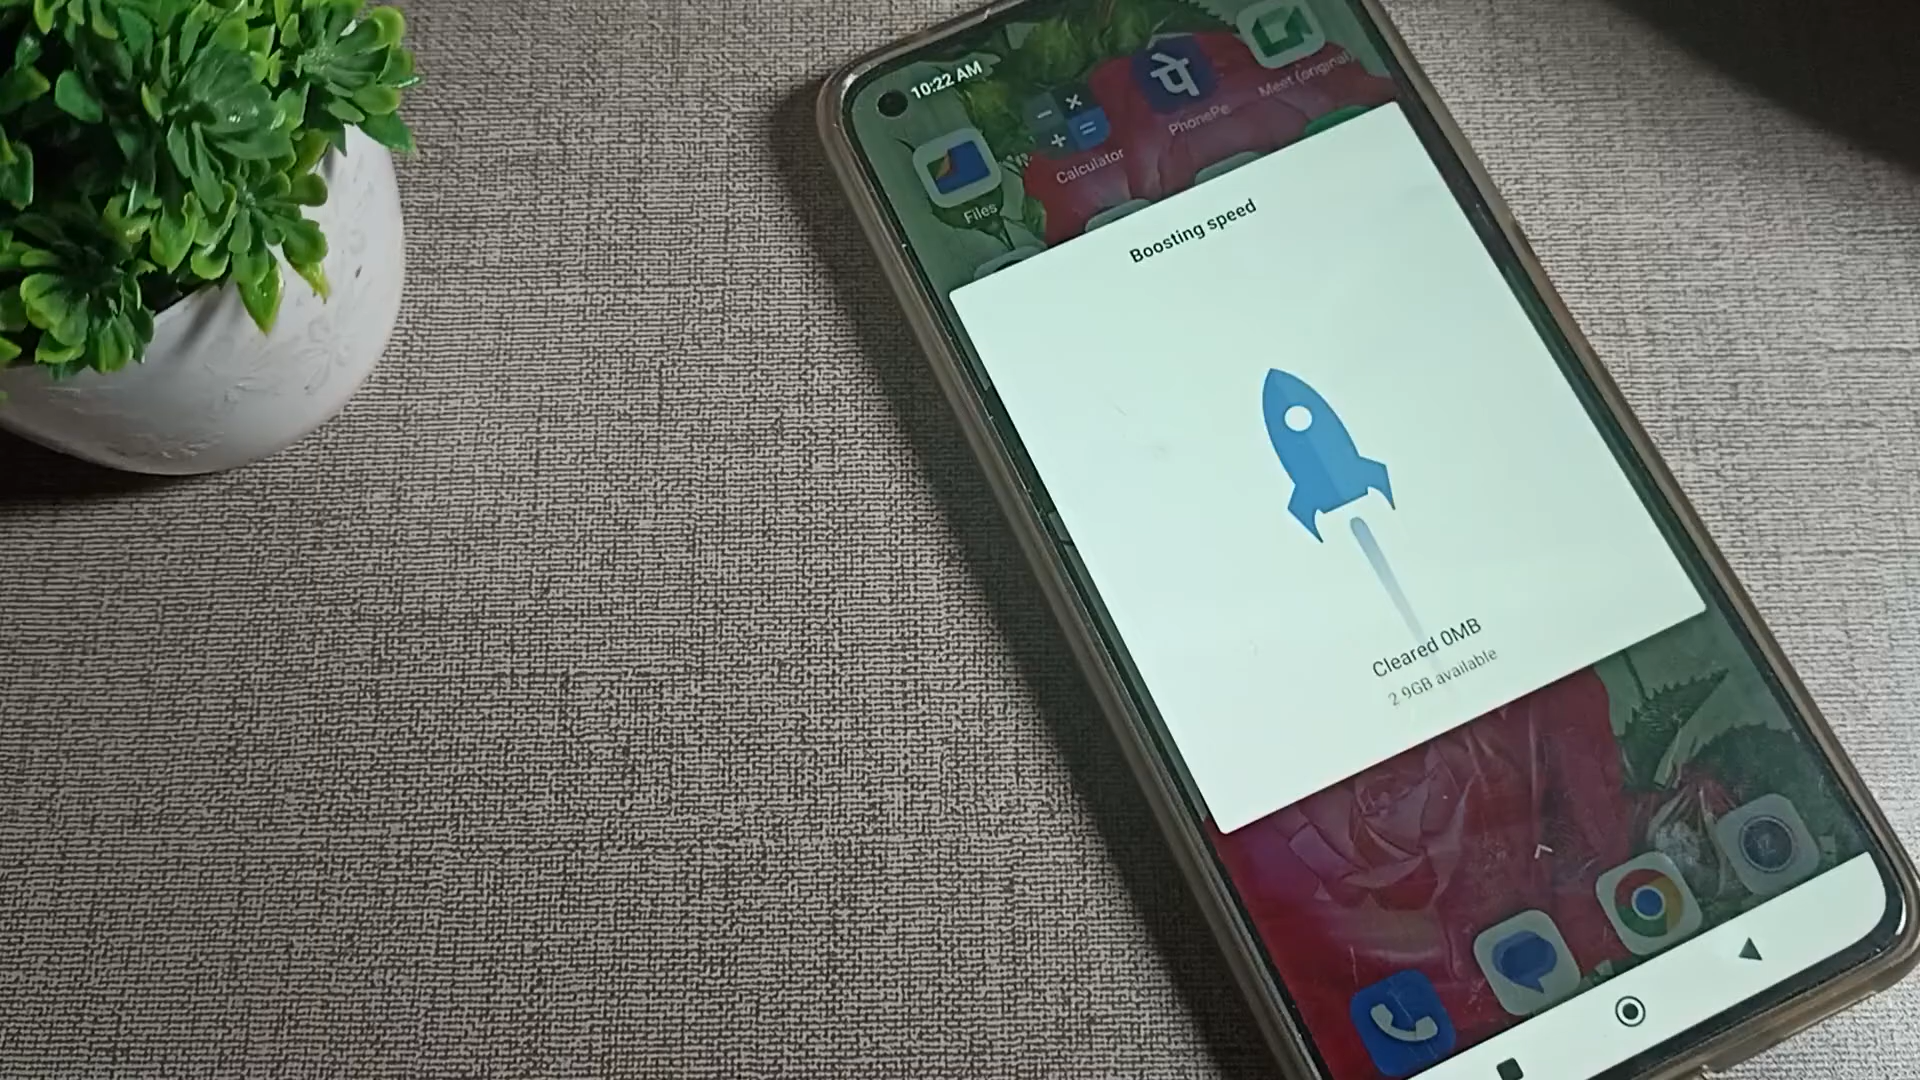 10:22 AM
Files
Calculator
पे
PhonePe
Meet (original)
Boosting speed
Cleared 0MB
2.9GB available